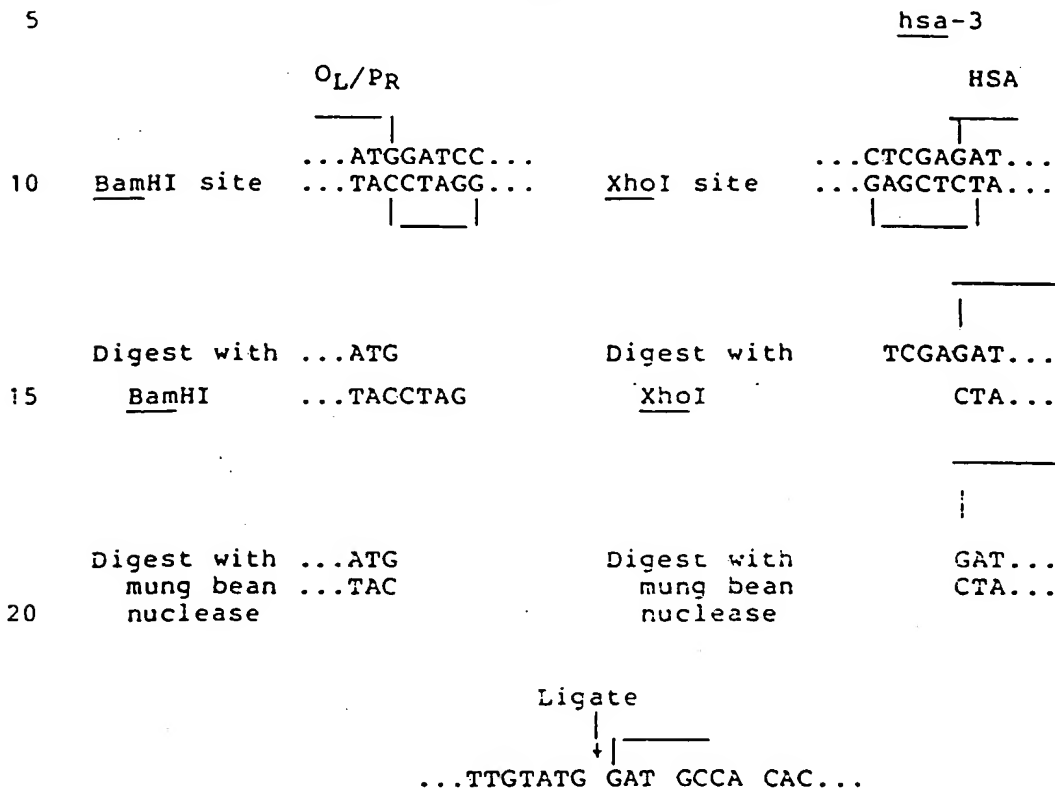 5 hsa-3
OL/PR HSA
...ATGGATCC... ...CTCGAGAT...
10 BamHI site ...TACCTAGG... XhoI site ...GAGCTCTA...
Digest with ...ATG Digest with TCGAGAT...
15 BamHI ...TACCTAG XhoI CTA...
Digest with ...ATG Digest with GAT...
mung bean ...TAC mung bean CTA...
20 nuclease nuclease
Ligate
...TTGTATG GAT GCCA CAC...